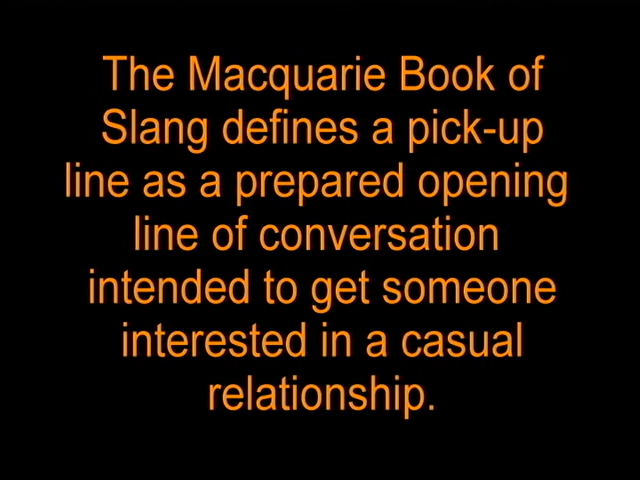 The Macquarie Book of
Slang defines a pick-up
line as a prepared opening
line of conversation
intended to get someone
interested in a casual
relationship.